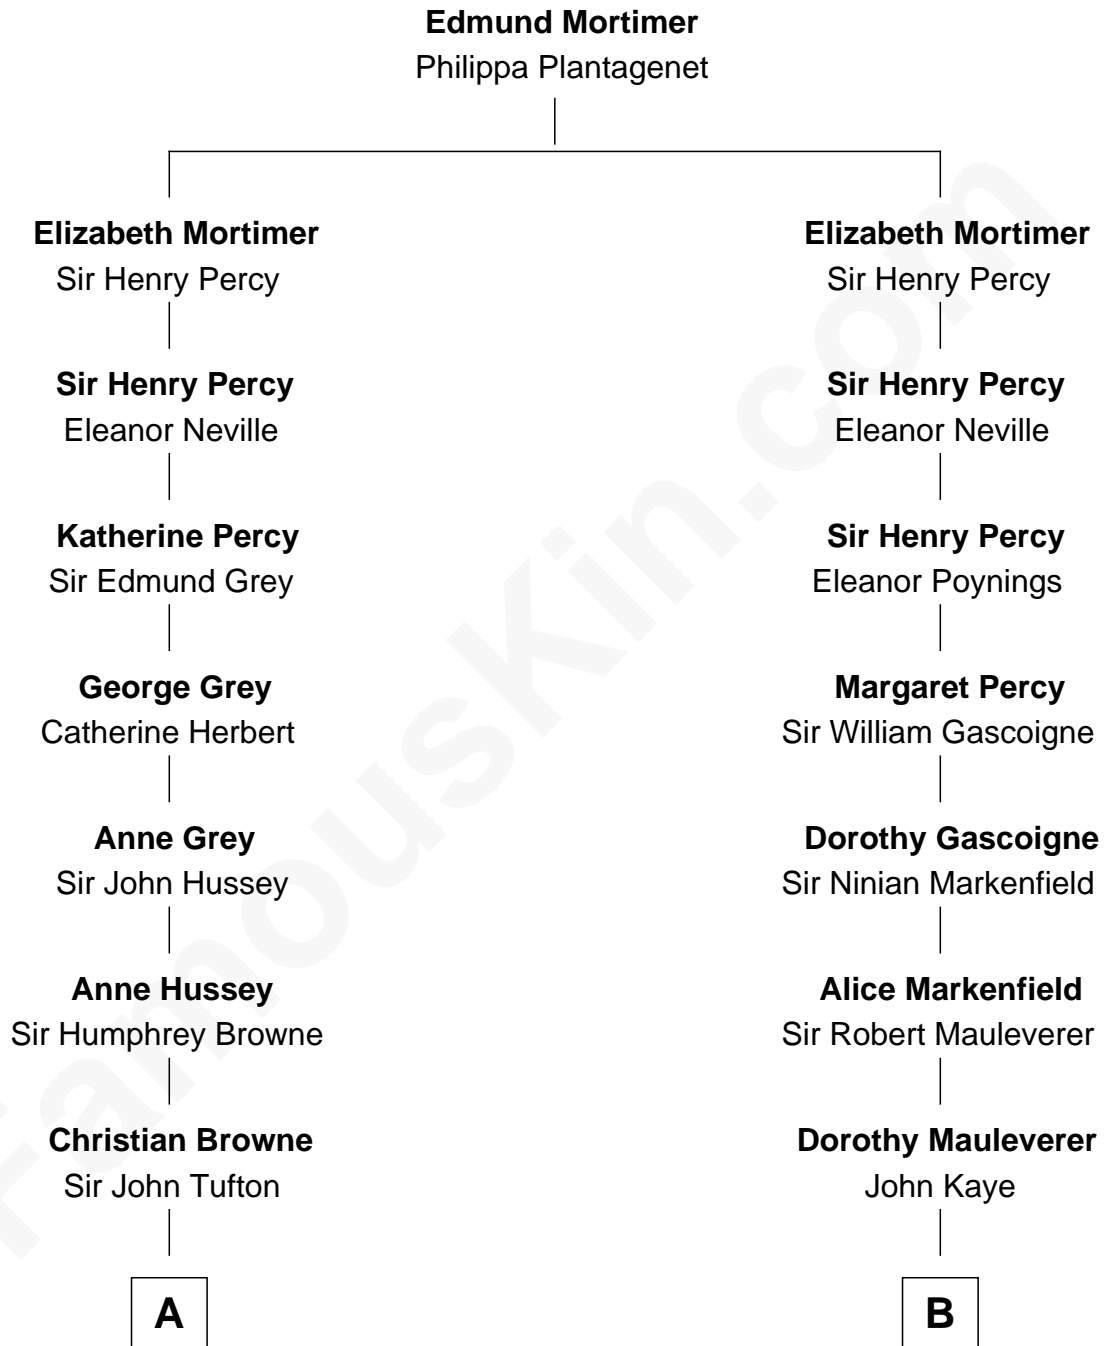 Edmund Mortimer
Philippa Plantagenet
Elizabeth Mortimer
Sir Henry Percy
Sir Henry Percy
Eleanor Neville
Katherine Percy
Sir Edmund Grey
George Grey
Catherine Herbert
Anne Grey
Sir John Hussey
Anne Hussey
Sir Humphrey Browne
Christian Browne
Sir John Tufton
A
Elizabeth Mortimer
Sir Henry Percy
Sir Henry Percy
Eleanor Neville
Sir Henry Percy
Eleanor Poynings
Margaret Percy
Sir William Gascoigne
Dorothy Gascoigne
Sir Ninian Markenfield
Alice Markenfield
Sir Robert Mauleverer
Dorothy Mauleverer
John Kaye
B
FamousKin.com